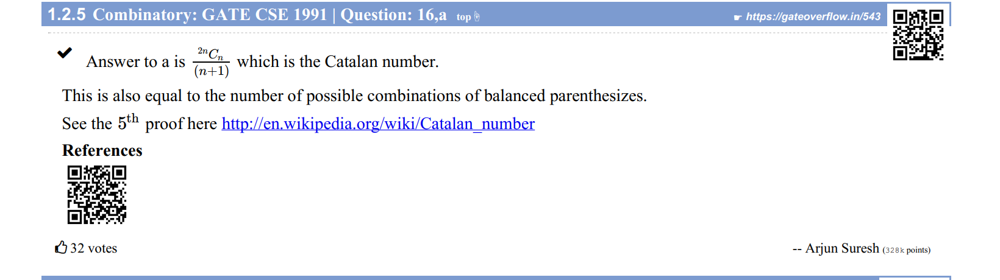 1.2.5 Combinatory: GATE CSE 1991 | Question: 16,a top☝ ☛ https://gateoverflow.in/543
✔ Answer to a is \frac{^{2n}C_n}{(n+1)} which is the Catalan number.
This is also equal to the number of possible combinations of balanced parenthesizes.
See the 5^{th} proof here http://en.wikipedia.org/wiki/Catalan_number
References
32 votes -- Arjun Suresh (328k points)